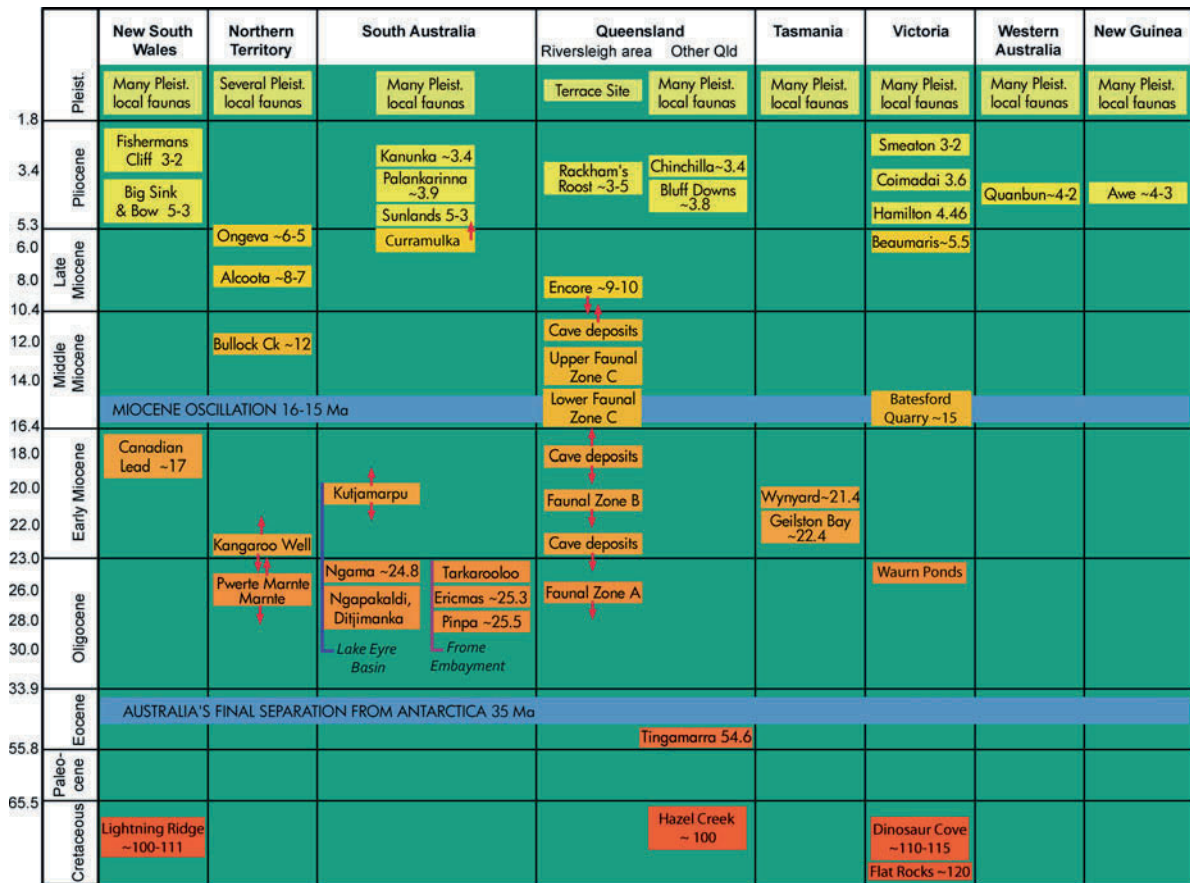 New South
Wales
Northern
Territory
South Australia
Queensland
Riversleigh area
Other Qld
Tasmania
Victoria
Western
Australia
New Guinea
Pleist.
Many Pleist.
local faunas
Several Pleist.
local faunas
Many Pleist.
local faunas
Terrace Site
Many Pleist.
local faunas
Many Pleist.
local faunas
Many Pleist.
local faunas
Many Pleist.
local faunas
Many Pleist.
local faunas
1.8
Pliocene
3.4
Fishermans
Cliff 3-2
Big Sink
& Bow 5-3
Kanunka ~3.4
Palankarinna
~3.9
Sunlands 5-3
Rackham's
Roost ~3-5
Chinchilla~3.4
Bluff Downs
~3.8
Smeaton 3-2
Coimadai 3.6
Hamilton 4.46
Quanbun~4-2
Awe ~4-3
5.3
Late
Miocene
6.0
8.0
Ongeva ~6-5
Alcoota ~8-7
Curramulka
Encore ~9-10
Beaumaris~5.5
10.4
Middle
Miocene
12.0
14.0
Bullock Ck ~12
Cave deposits
Upper Faunal
Zone C
Lower Faunal
Zone C
Batesford
Quarry ~15
MIOCENE OSCILLATION 16-15 Ma
16.4
Early Miocene
18.0
20.0
22.0
Canadian
Lead ~17
Kangaroo Well
Kutjamarpu
Cave deposits
Faunal Zone B
Cave deposits
Wynyard~21.4
Geilston Bay
~22.4
23.0
Oligocene
26.0
28.0
30.0
Pwerte Marnte
Marnte
Ngama ~24.8
Ngapakaldi,
Ditjimanka
Tarkarooloo
Ericmas ~25.3
Pinpa ~25.5
Lake Eyre
Basin
Frome
Embayment
Faunal Zone A
Waurn Ponds
33.9
Eocene
AUSTRALIA'S FINAL SEPARATION FROM ANTARCTICA 35 Ma
Tingamarra 54.6
55.8
Paleo-
cene
65.5
Cretaceous
Lightning Ridge
~100-111
Hazel Creek
~ 100
Dinosaur Cove
~110-115
Flat Rocks ~120